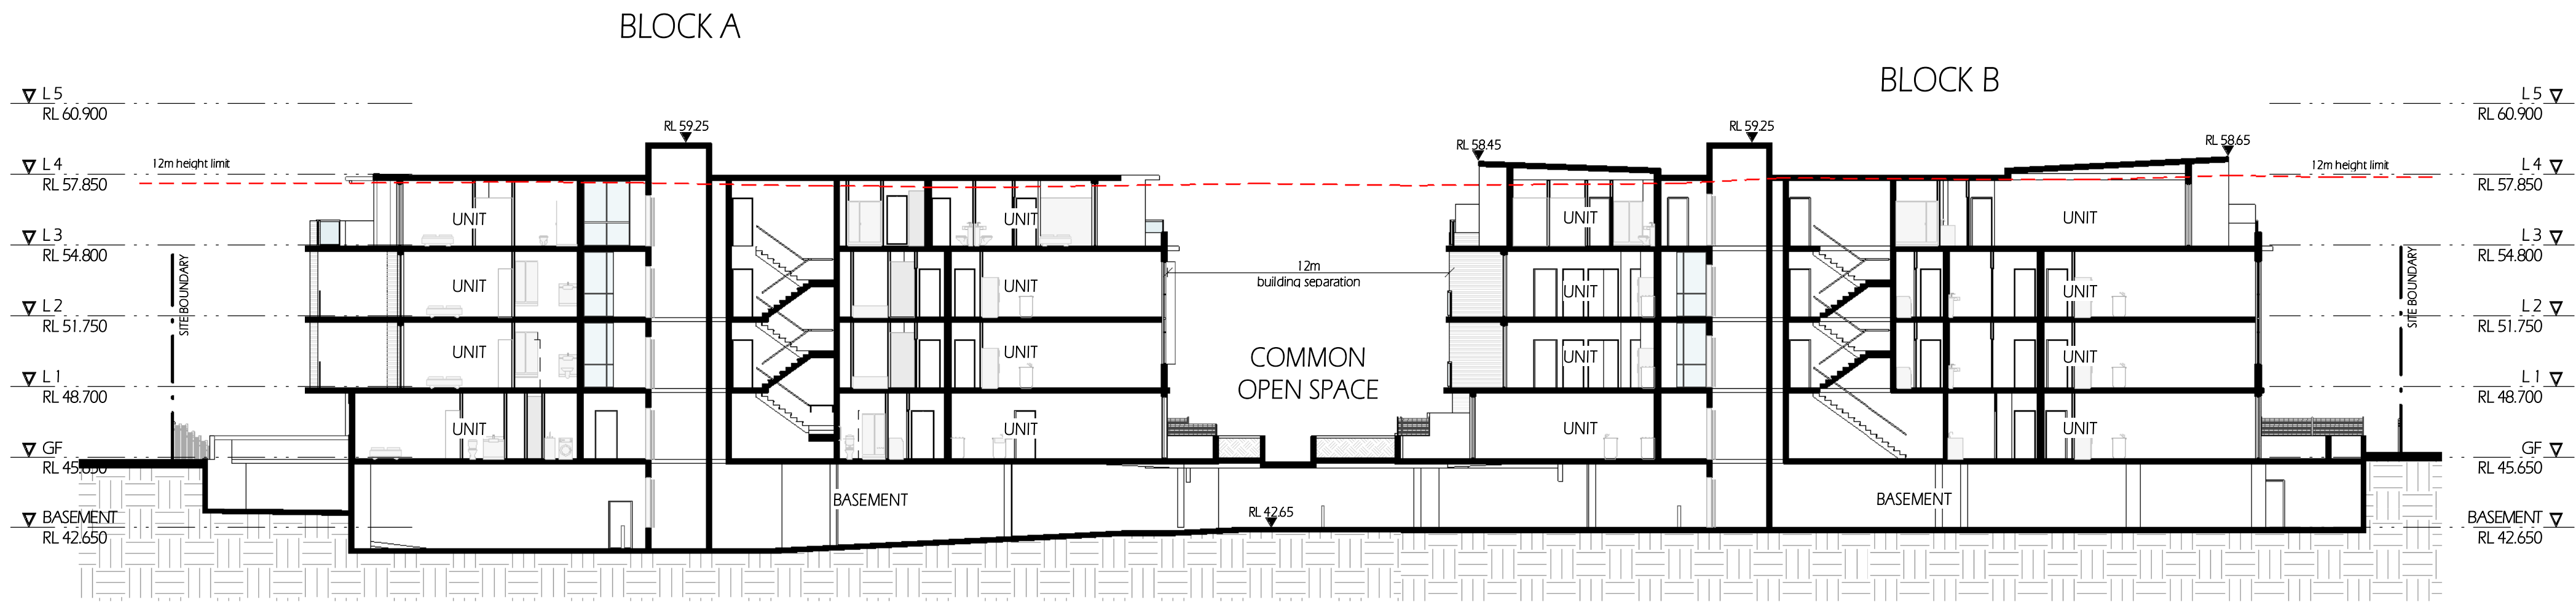 BLOCK A
BLOCK B
L 5
RL 60.900
L 5
RL 60.900
RL 59.25
RL 59.25
RL 58.45
RL 58.65
L 4
RL 57.850
12m height limit
12m height limit
L 4
RL 57.850
UNIT
UNIT
UNIT
UNIT
L 3
RL 54.800
L 3
RL 54.800
SITE BOUNDARY
SITE BOUNDARY
12m
building separation
UNIT
UNIT
UNIT
UNIT
L 2
RL 51.750
L 2
RL 51.750
UNIT
UNIT
COMMON
OPEN SPACE
UNIT
UNIT
L 1
RL 48.700
L 1
RL 48.700
UNIT
UNIT
UNIT
UNIT
GF
RL 45.650
GF
RL 45.650
BASEMENT
BASEMENT
RL 42.65
BASEMENT
RL 42.650
BASEMENT
RL 42.650